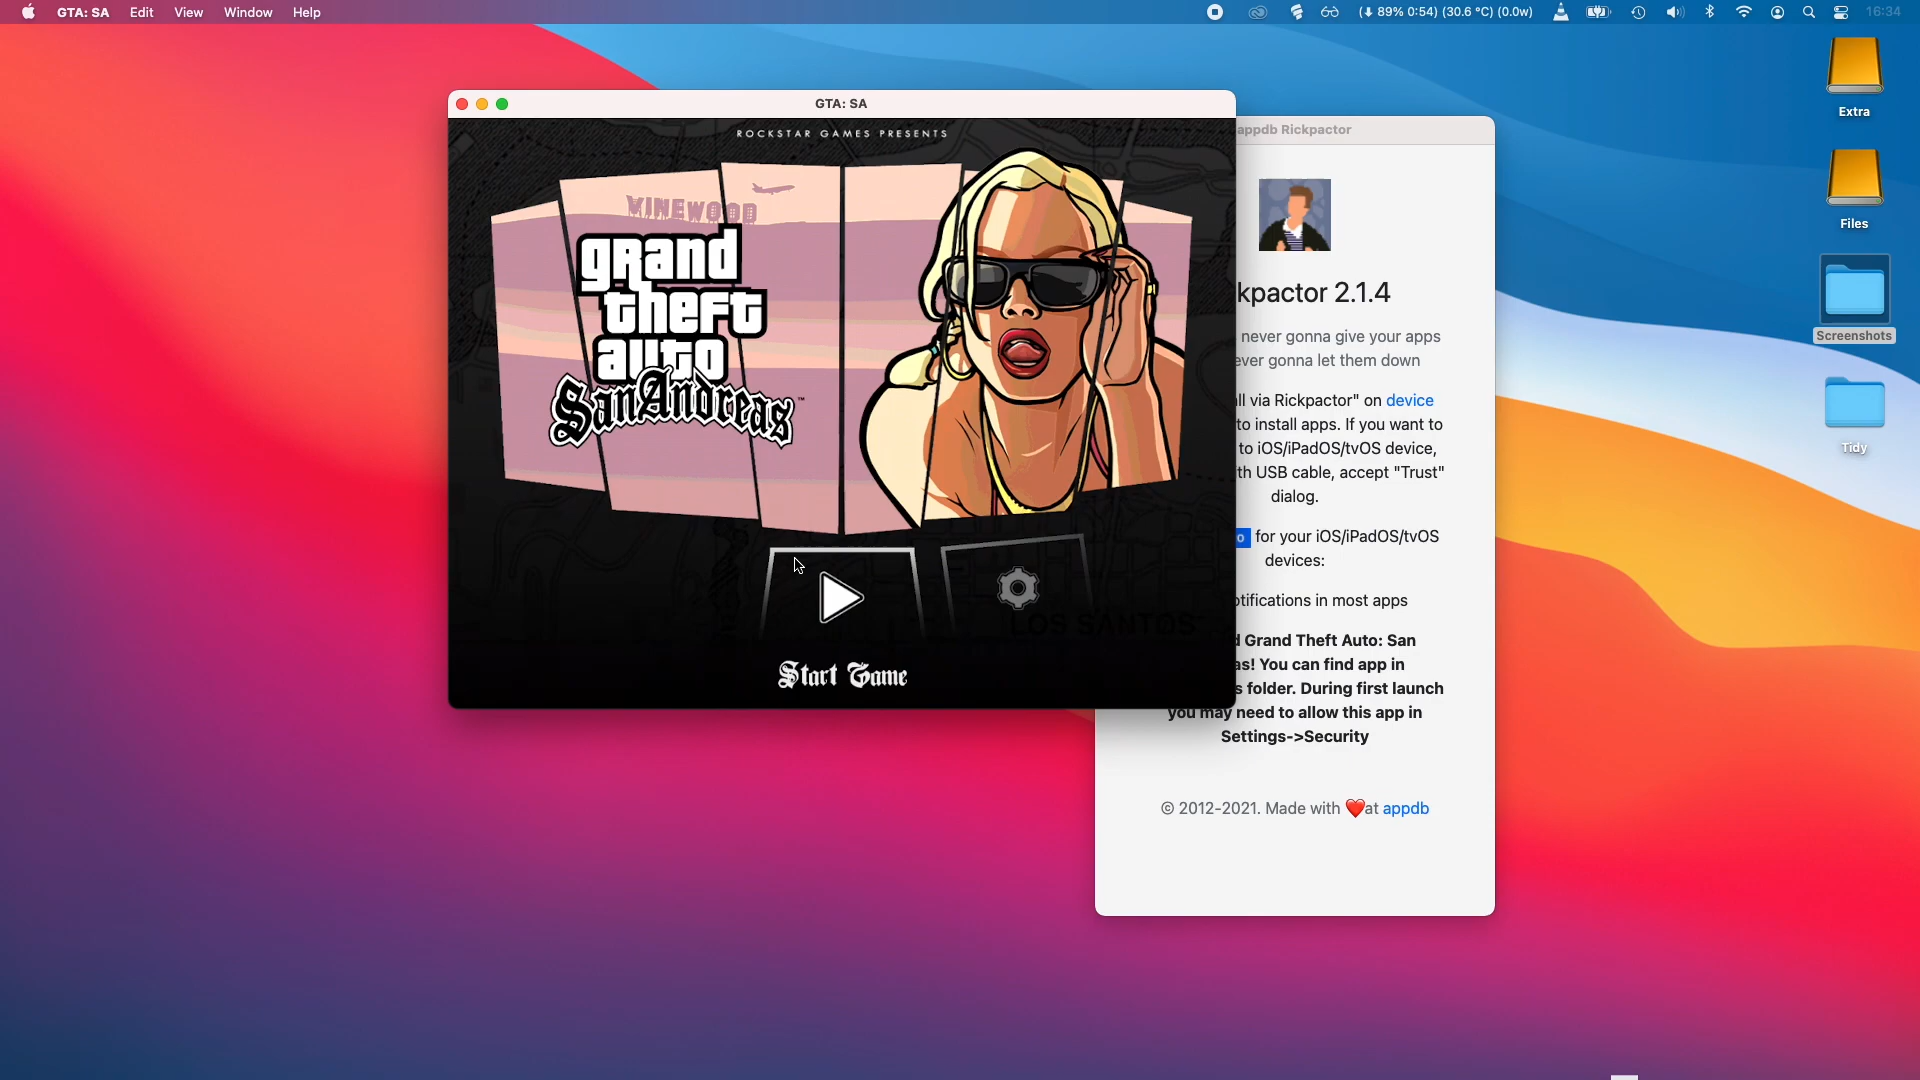 GTA: SA Edit View Window Help
(⬇ 89% 0:54) (30.6 °C) (0.0w)
16:34
GTA: SA
ROCKSTAR GAMES PRESENTS
VINEWOOD
grand
theft
auto
San Andreas™
LOS SANTOS
Start Game
appdb Rickpactor
kpactor 2.1.4
never gonna give your apps
ever gonna let them down
ll via Rickpactor" on device
to install apps. If you want to
to iOS/iPadOS/tvOS device,
th USB cable, accept "Trust"
dialog.
o for your iOS/iPadOS/tvOS
devices:
otifications in most apps
d Grand Theft Auto: San
as! You can find app in
s folder. During first launch
you may need to allow this app in
Settings->Security
© 2012-2021. Made with ❤️at appdb
Extra
Files
Screenshots
Tidy